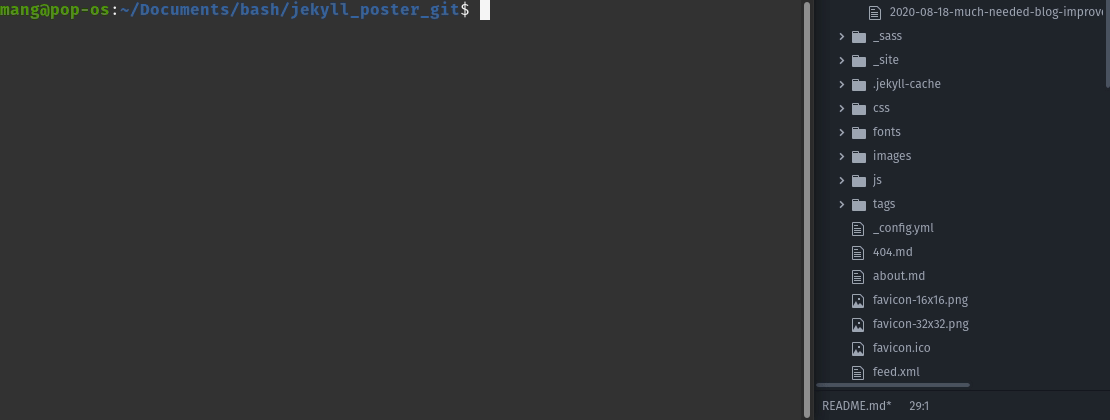 mang@pop-os:~/Documents/bash/jekyll_poster_git$
2020-08-18-much-needed-blog-improve
_sass
_site
.jekyll-cache
css
fonts
images
js
tags
_config.yml
404.md
about.md
favicon-16x16.png
favicon-32x32.png
favicon.ico
feed.xml
README.md* 29:1